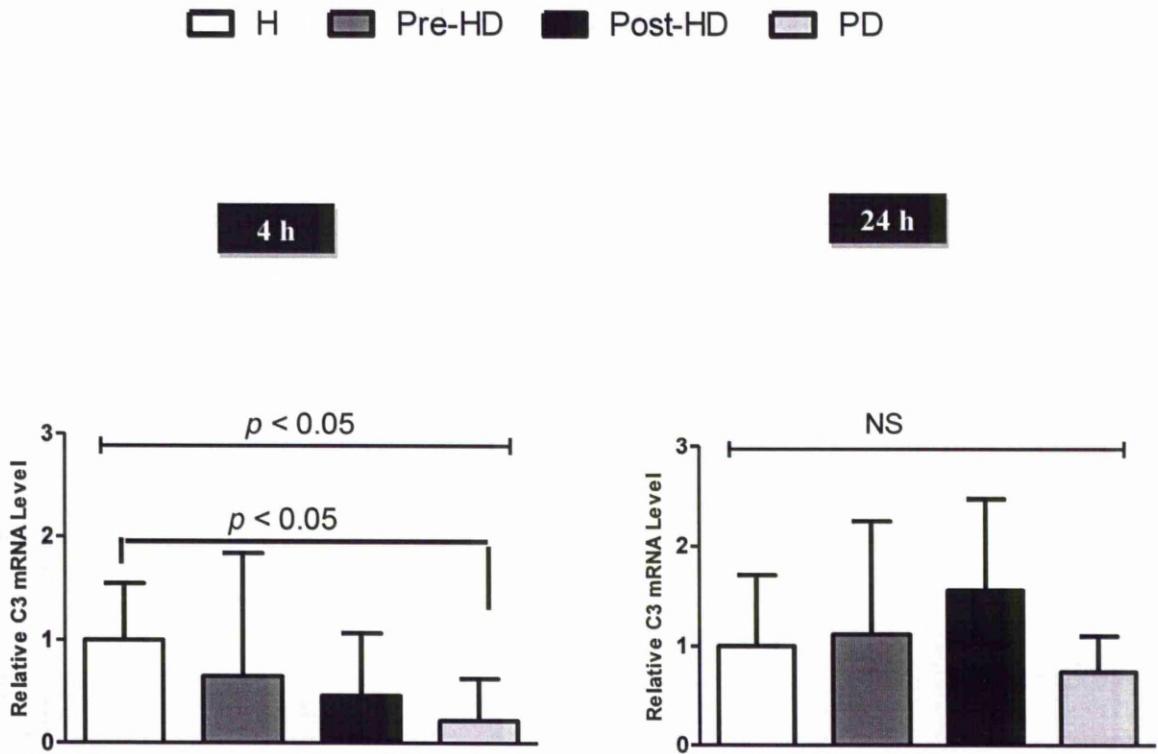 H Pre-HD Post-HD PD
4 h
24 h
Relative C3 mRNA Level
3
2
1
0
p < 0.05
p < 0.05
Relative C3 mRNA Level
3
2
1
0
NS